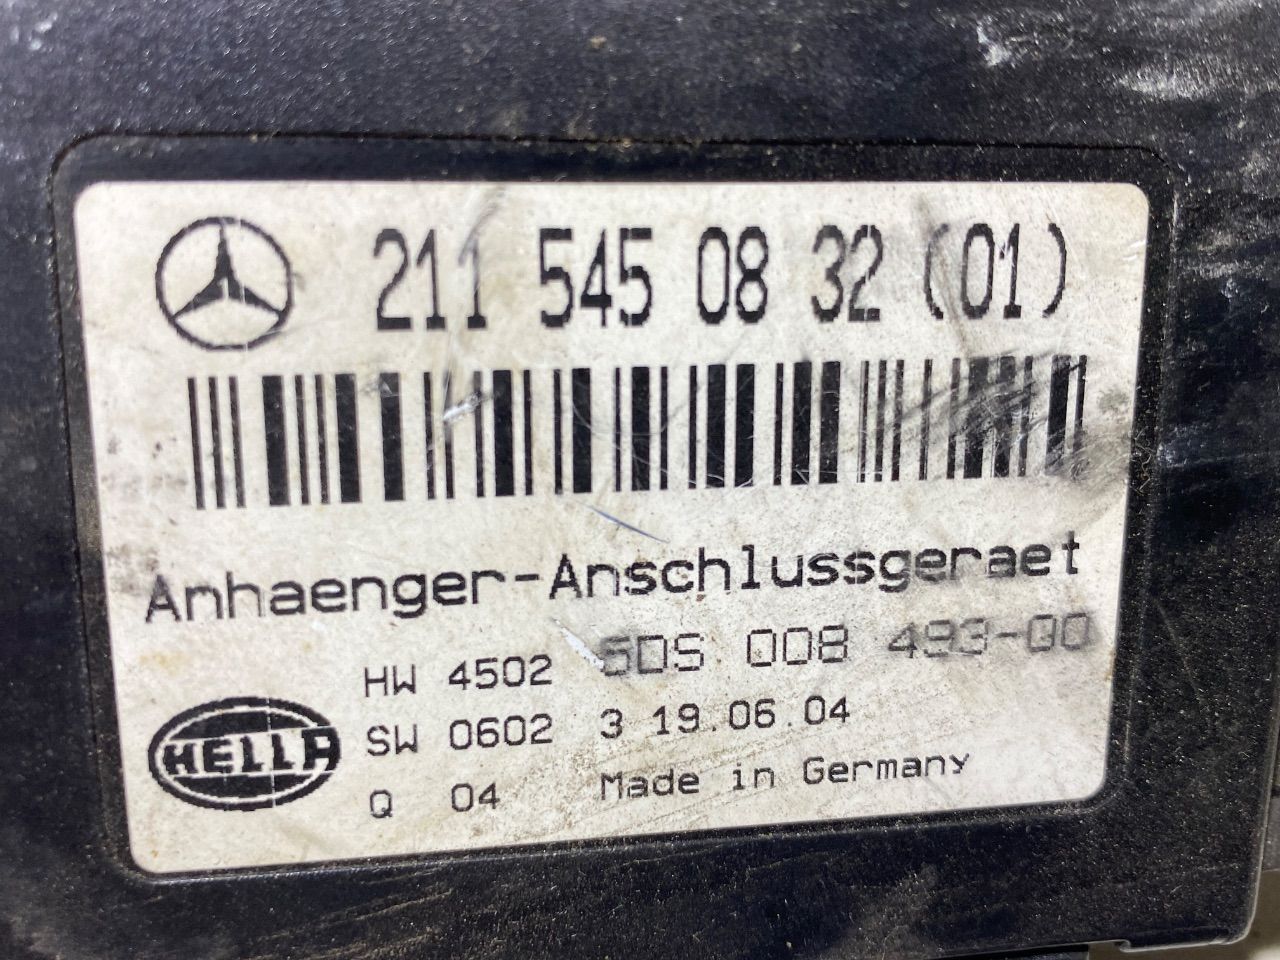 211 545 08 32 (01)
Anhaenger-Anschlussgeraet
HW 4502 5DS 008 493-00
SW 0602 3 19.06.04
HELLA
Q 04 Made in Germany